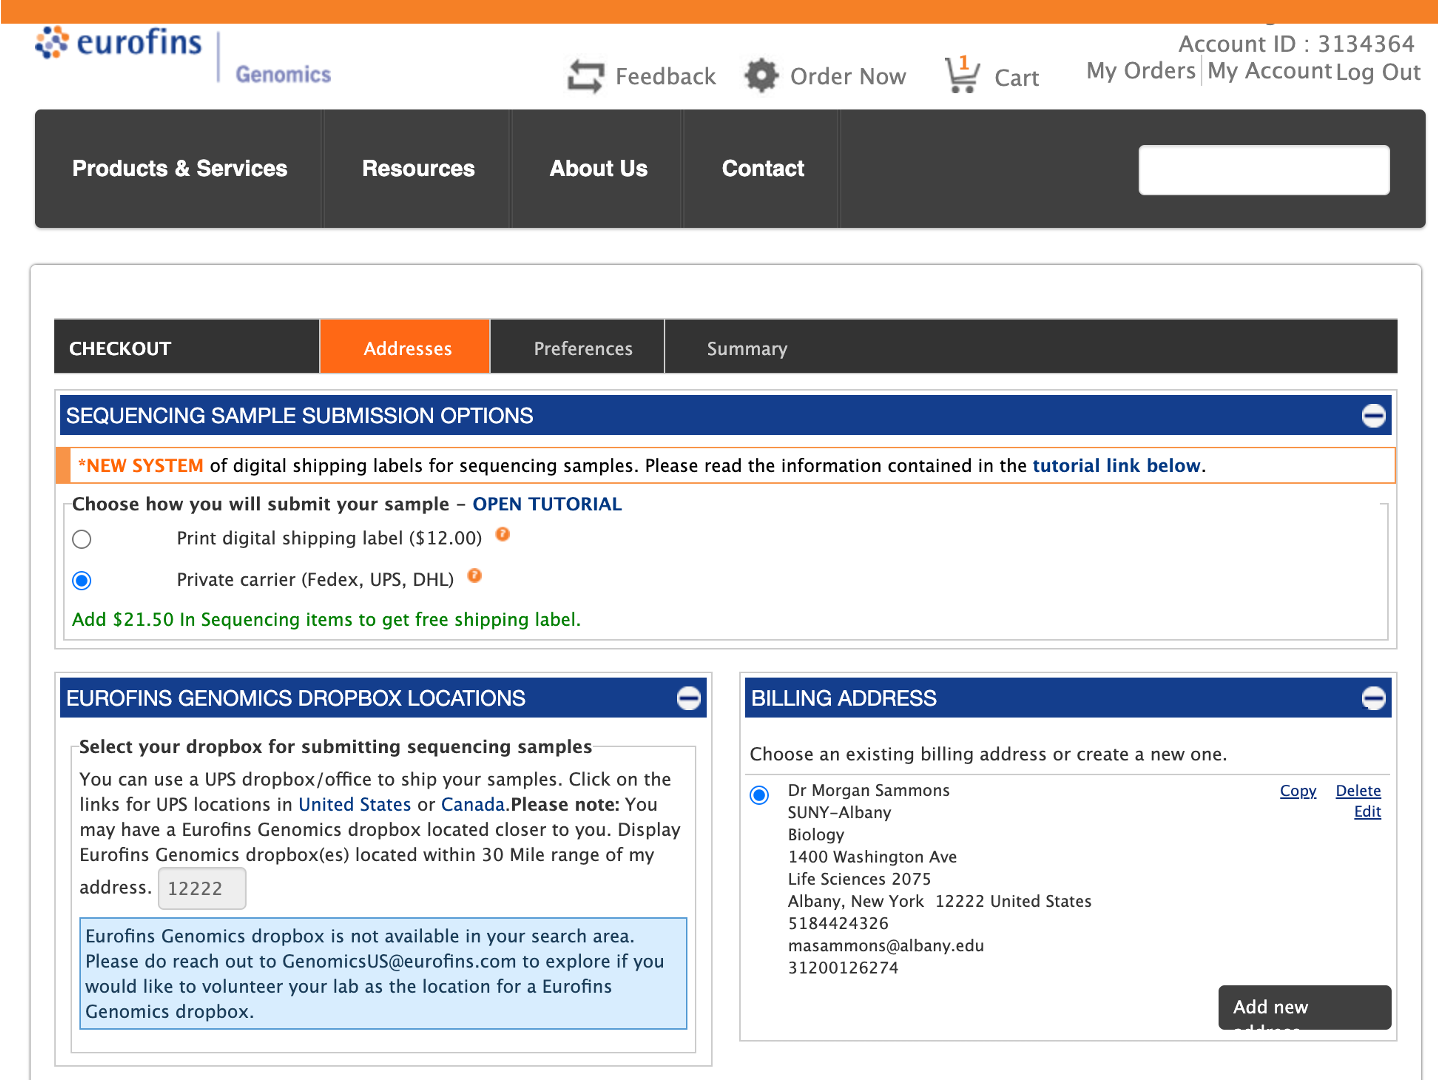 eurofins
Genomics
Feedback
Order Now
1
Cart
Account ID : 3134364
My Orders
My Account
Log Out
Products & Services
Resources
About Us
Contact
CHECKOUT
Addresses
Preferences
Summary
SEQUENCING SAMPLE SUBMISSION OPTIONS
*NEW SYSTEM of digital shipping labels for sequencing samples. Please read the information contained in the tutorial link below.
Choose how you will submit your sample – OPEN TUTORIAL
Print digital shipping label ($12.00) ?
Private carrier (Fedex, UPS, DHL) ?
Add $21.50 In Sequencing items to get free shipping label.
EUROFINS GENOMICS DROPBOX LOCATIONS
Select your dropbox for submitting sequencing samples
You can use a UPS dropbox/office to ship your samples. Click on the
links for UPS locations in United States or Canada.Please note: You
may have a Eurofins Genomics dropbox located closer to you. Display
Eurofins Genomics dropbox(es) located within 30 Mile range of my
address. 12222
Eurofins Genomics dropbox is not available in your search area.
Please do reach out to GenomicsUS@eurofins.com to explore if you
would like to volunteer your lab as the location for a Eurofins
Genomics dropbox.
BILLING ADDRESS
Choose an existing billing address or create a new one.
Dr Morgan Sammons
Copy
Delete
Edit
SUNY-Albany
Biology
1400 Washington Ave
Life Sciences 2075
Albany, New York 12222 United States
5184424326
masammons@albany.edu
31200126274
Add new
address